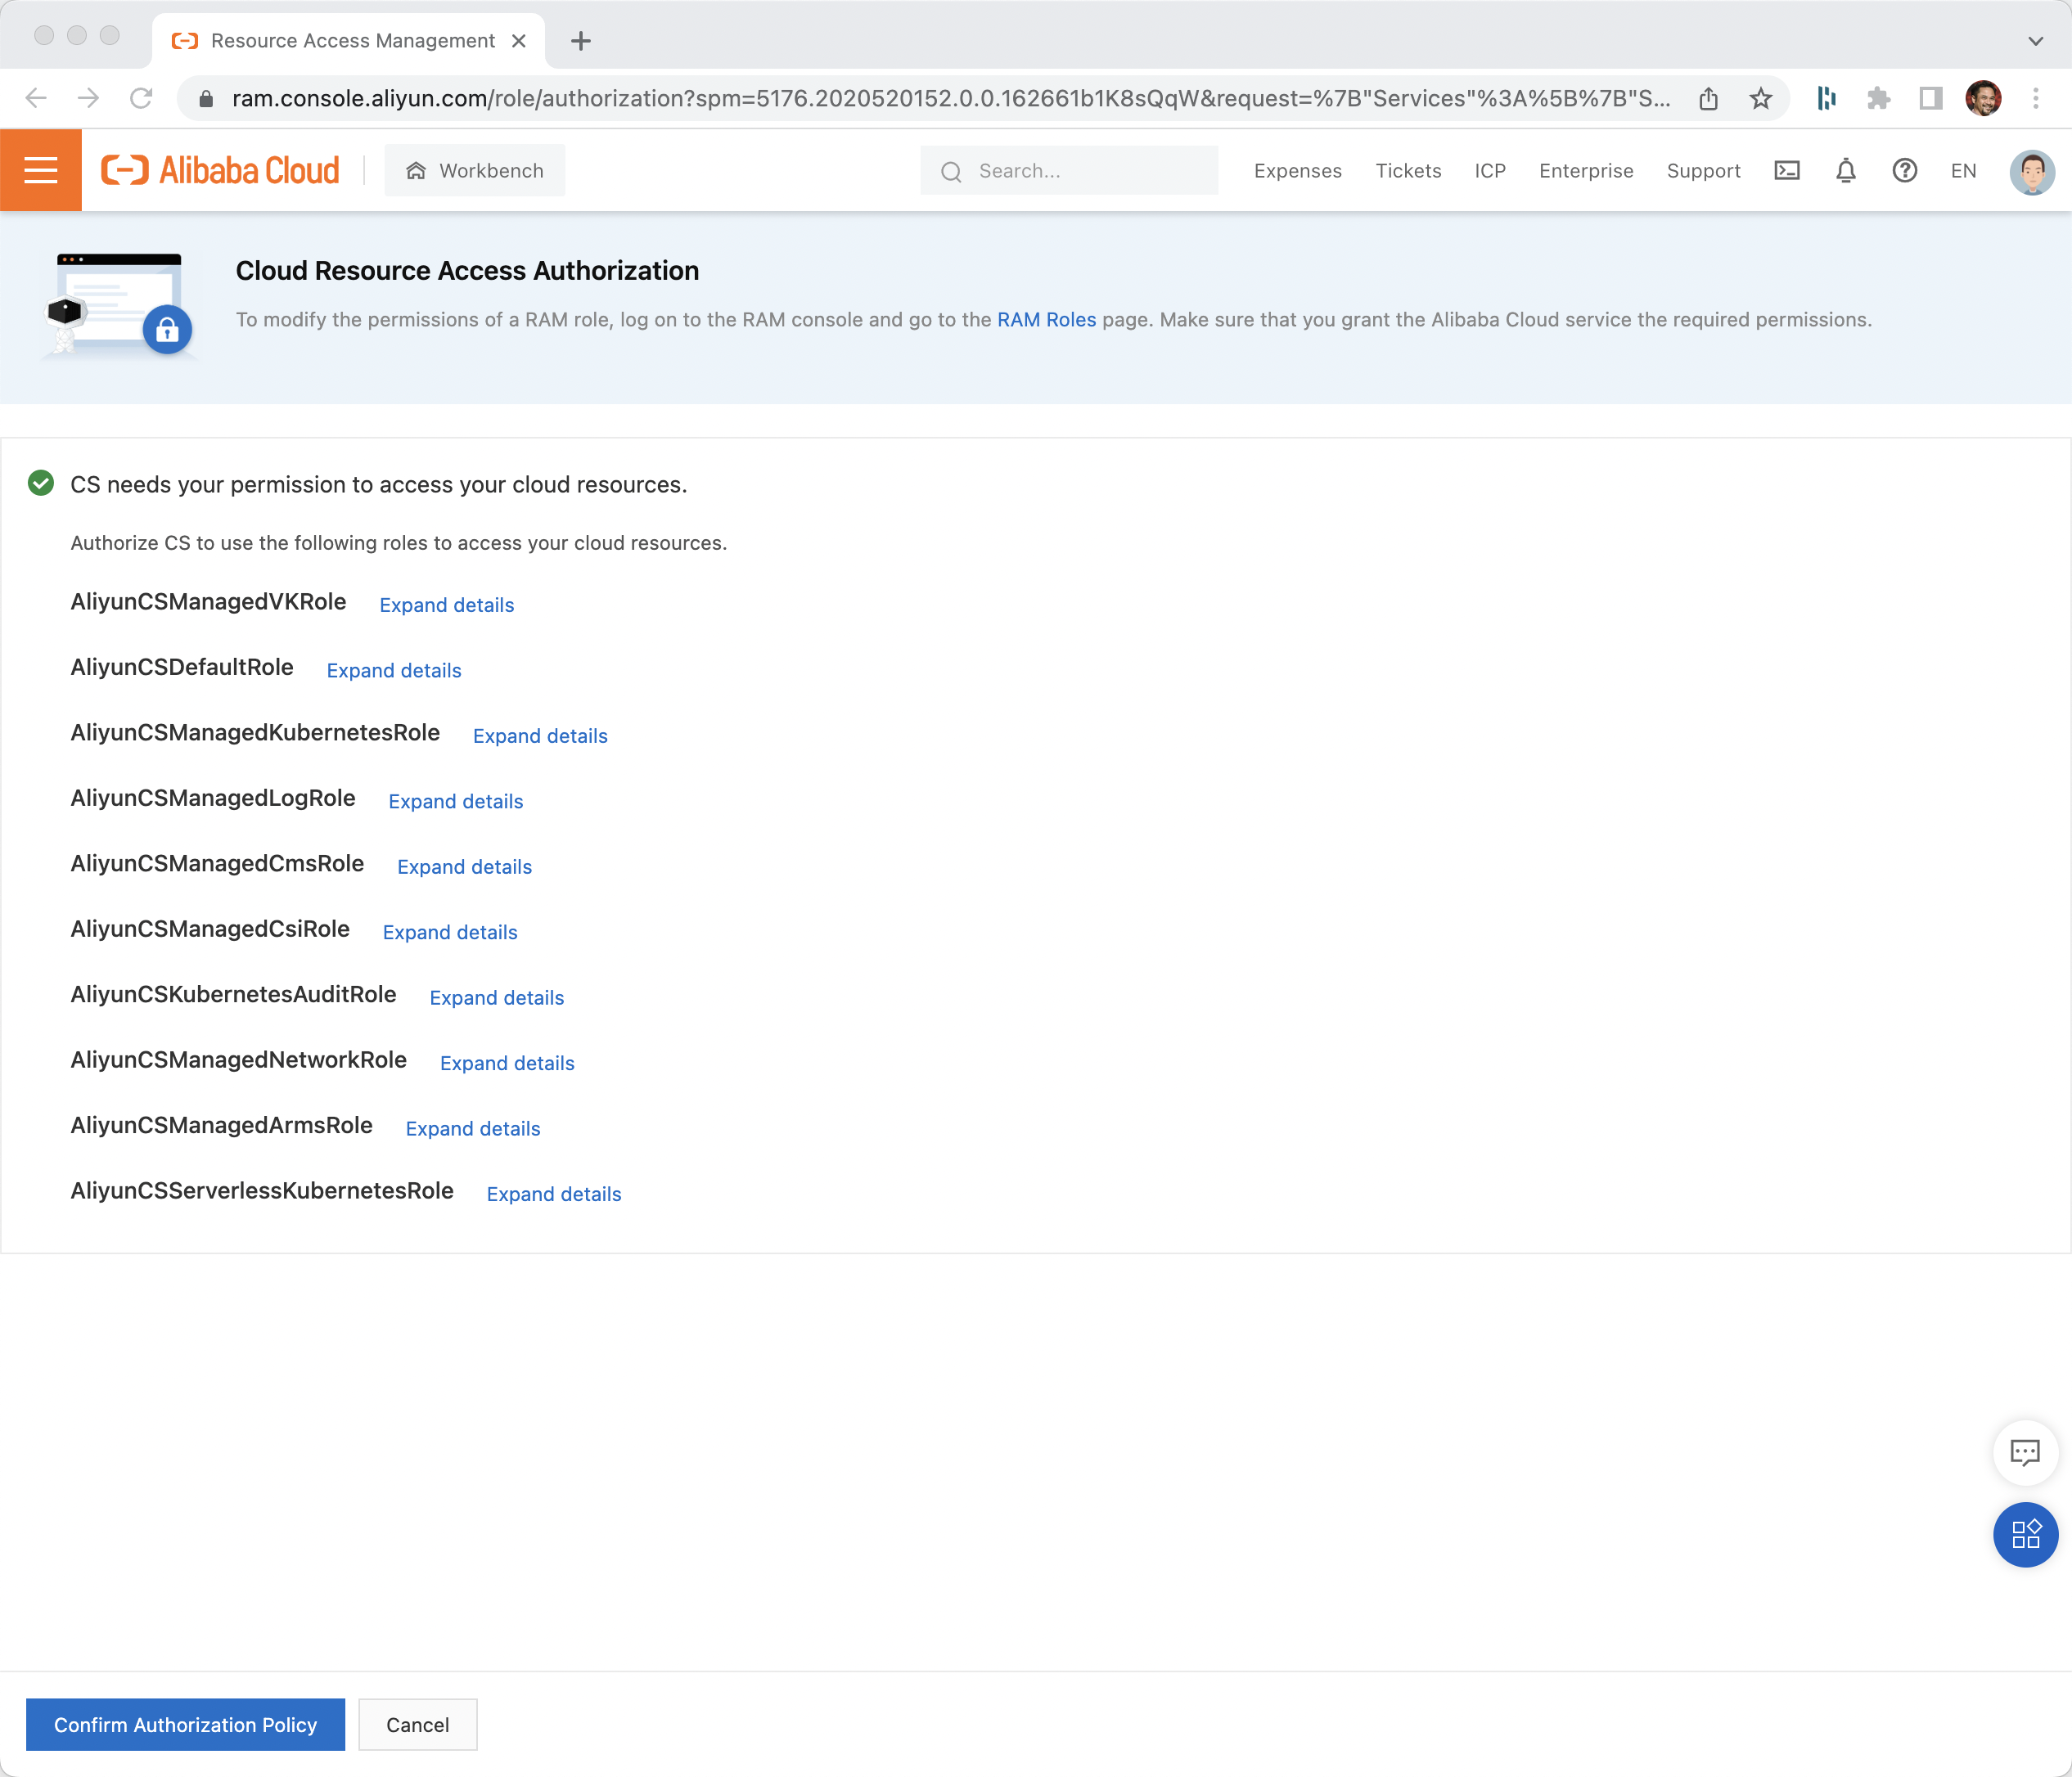 Resource Access Management
ram.console.aliyun.com/role/authorization?spm=5176.2020520152.0.0.162661b1K8sQqW&request=%7B"Services"%3A%5B%7B"S...
Alibaba Cloud
Workbench
Search...
Expenses
Tickets
ICP
Enterprise
Support
EN
Cloud Resource Access Authorization
To modify the permissions of a RAM role, log on to the RAM console and go to the RAM Roles page. Make sure that you grant the Alibaba Cloud service the required permissions.
CS needs your permission to access your cloud resources.
Authorize CS to use the following roles to access your cloud resources.
AliyunCSManagedVKRole Expand details
AliyunCSDefaultRole Expand details
AliyunCSManagedKubernetesRole Expand details
AliyunCSManagedLogRole Expand details
AliyunCSManagedCmsRole Expand details
AliyunCSManagedCsiRole Expand details
AliyunCSKubernetesAuditRole Expand details
AliyunCSManagedNetworkRole Expand details
AliyunCSManagedArmsRole Expand details
AliyunCSServerlessKubernetesRole Expand details
Confirm Authorization Policy
Cancel